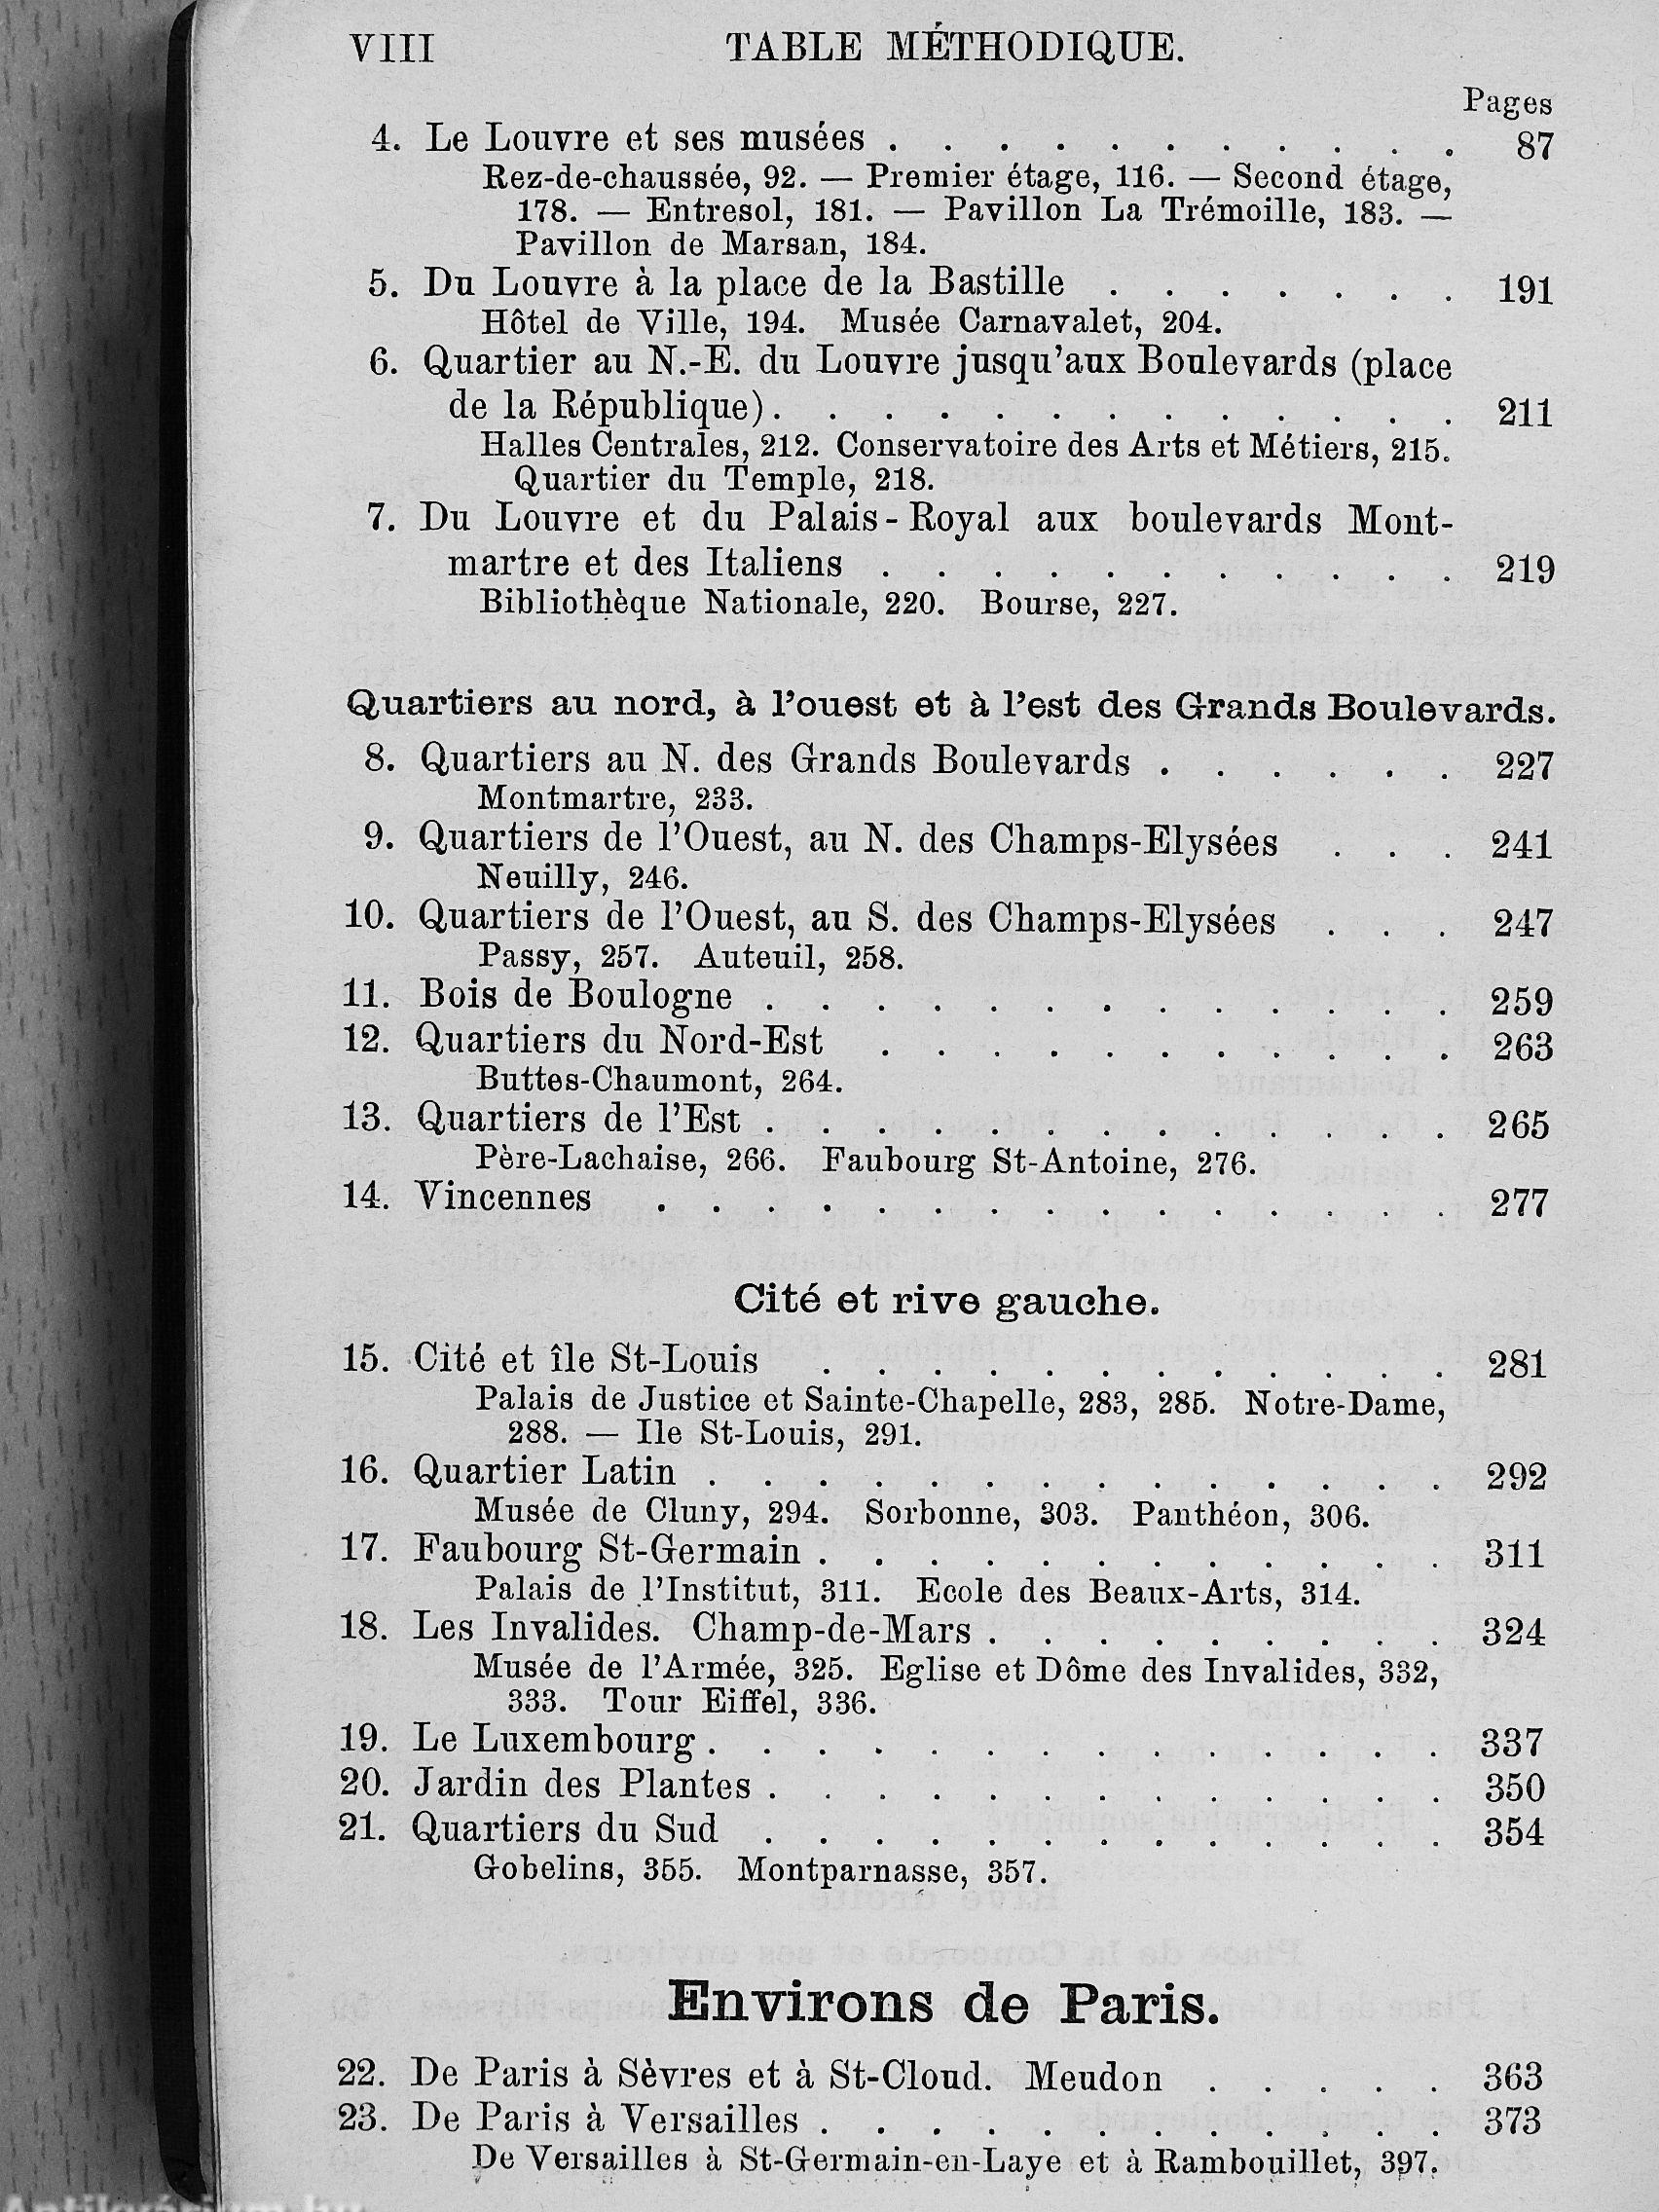 VIII TABLE MÉTHODIQUE.
Pages
4. Le Louvre et ses musées . . . . . . . . . . . 87
Rez-de-chaussée, 92. — Premier étage, 116. — Second étage,
178. — Entresol, 181. — Pavillon La Trémoille, 183. —
Pavillon de Marsan, 184.
5. Du Louvre à la place de la Bastille . . . . . . . 191
Hôtel de Ville, 194. Musée Carnavalet, 204.
6. Quartier au N.-E. du Louvre jusqu'aux Boulevards (place
de la République) . . . . . . . . . . . . . 211
Halles Centrales, 212. Conservatoire des Arts et Métiers, 215.
Quartier du Temple, 218.
7. Du Louvre et du Palais-Royal aux boulevards Mont-
martre et des Italiens . . . . . . . . . . . 219
Bibliothèque Nationale, 220. Bourse, 227.
Quartiers au nord, à l'ouest et à l'est des Grands Boulevards.
8. Quartiers au N. des Grands Boulevards . . . . . . 227
Montmartre, 233.
9. Quartiers de l'Ouest, au N. des Champs-Elysées . . . 241
Neuilly, 246.
10. Quartiers de l'Ouest, au S. des Champs-Elysées . . . 247
Passy, 257. Auteuil, 258.
11. Bois de Boulogne . . . . . . . . . . . . . 259
12. Quartiers du Nord-Est . . . . . . . . . . . 263
Buttes-Chaumont, 264.
13. Quartiers de l'Est . . . . . . . . . . . . . 265
Père-Lachaise, 266. Faubourg St-Antoine, 276.
14. Vincennes . . . . . . . . . . . . . . . 277
Cité et rive gauche.
15. Cité et île St-Louis . . . . . . . . . . . . 281
Palais de Justice et Sainte-Chapelle, 283, 285. Notre-Dame,
288. — Ile St-Louis, 291.
16. Quartier Latin . . . . . . . . . . . . . . 292
Musée de Cluny, 294. Sorbonne, 303. Panthéon, 306.
17. Faubourg St-Germain . . . . . . . . . . . . 311
Palais de l'Institut, 311. Ecole des Beaux-Arts, 314.
18. Les Invalides. Champ-de-Mars . . . . . . . . . 324
Musée de l'Armée, 325. Eglise et Dôme des Invalides, 332,
333. Tour Eiffel, 336.
19. Le Luxembourg . . . . . . . . . . . . . . 337
20. Jardin des Plantes . . . . . . . . . . . . . 350
21. Quartiers du Sud . . . . . . . . . . . . . 354
Gobelins, 355. Montparnasse, 357.
Environs de Paris.
22. De Paris à Sèvres et à St-Cloud. Meudon . . . . . 363
23. De Paris à Versailles . . . . . . . . . . . . 373
De Versailles à St-Germain-en-Laye et à Rambouillet, 397.